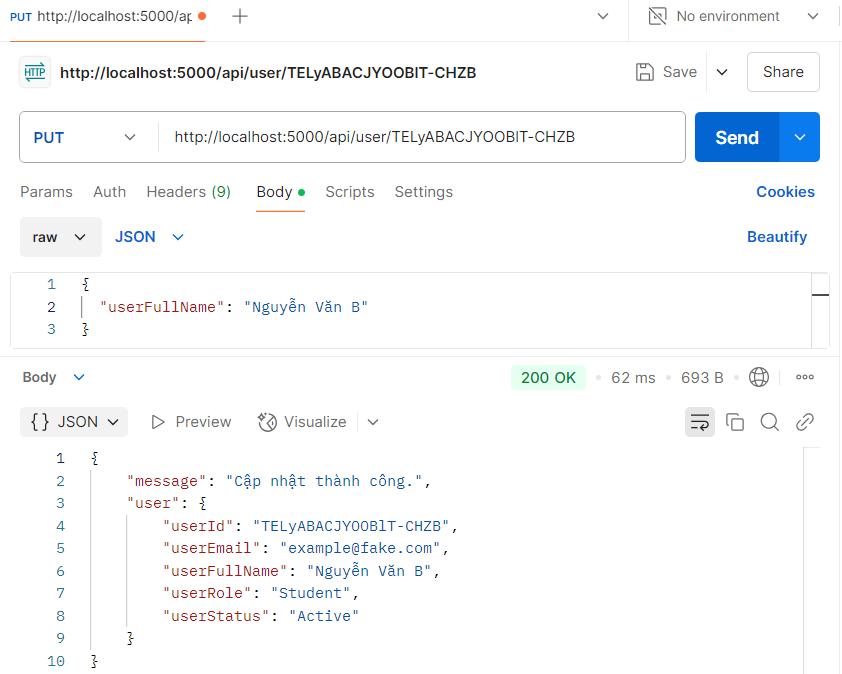 PUT http://localhost:5000/ap
No environment
HTTP http://localhost:5000/api/user/TELyABACJYOOBlT-CHZB
Save
Share
PUT
http://localhost:5000/api/user/TELyABACJYOOBlT-CHZB
Send
Params Auth Headers (9) Body Scripts Settings Cookies
raw JSON Beautify
1 {
2 "userFullName": "Nguyễn Văn B"
3 }
Body 200 OK 62 ms 693 B
{} JSON Preview Visualize
1 {
2 "message": "Cập nhật thành công.",
3 "user": {
4 "userId": "TELyABACJYOOBlT-CHZB",
5 "userEmail": "example@fake.com",
6 "userFullName": "Nguyễn Văn B",
7 "userRole": "Student",
8 "userStatus": "Active"
9 }
10 }